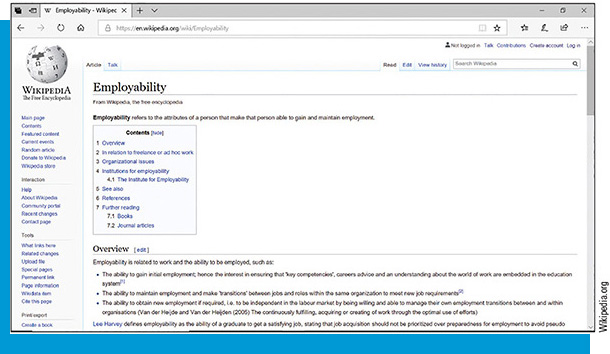 Employability - Wikipec
https://en.wikipedia.org/wiki/Employability
Not logged in Talk Contributions Create account Log in
Article Talk
Read Edit View history Search Wikipedia
WIKIPEDIA
The Free Encyclopedia
Main page
Contents
Featured content
Current events
Random article
Donate to Wikipedia
Wikipedia store
Interaction
Help
About Wikipedia
Community portal
Recent changes
Contact page
Tools
What links here
Related changes
Upload file
Special pages
Permanent link
Page information
Wikidata item
Cite this page
Print/export
Create a book
Employability
From Wikipedia, the free encyclopedia
Employability refers to the attributes of a person that make that person able to gain and maintain employment.
Contents [hide]
1 Overview
2 In relation to freelance or ad hoc work
3 Organizational issues
4 Institutions for employability
4.1 The Institute for Employability
5 See also
6 References
7 Further reading
7.1 Books
7.2 Journal articles
Overview [edit]
Employability is related to work and the ability to be employed, such as:
• The ability to gain initial employment; hence the interest in ensuring that 'key competencies', careers advice and an understanding about the world of work are embedded in the education
system[1]
• The ability to maintain employment and make 'transitions' between jobs and roles within the same organization to meet new job requirements[2]
• The ability to obtain new employment if required, i.e. to be independent in the labour market by being willing and able to manage their own employment transitions between and within
organisations (Van der Heijde and Van der Heijden (2005) The continuously fulfilling, acquiring or creating of work through the optimal use of efforts)
Lee Harvey defines employability as the ability of a graduate to get a satisfying job, stating that job acquisition should not be prioritized over preparedness for employment to avoid pseudo
Wikipedia.org